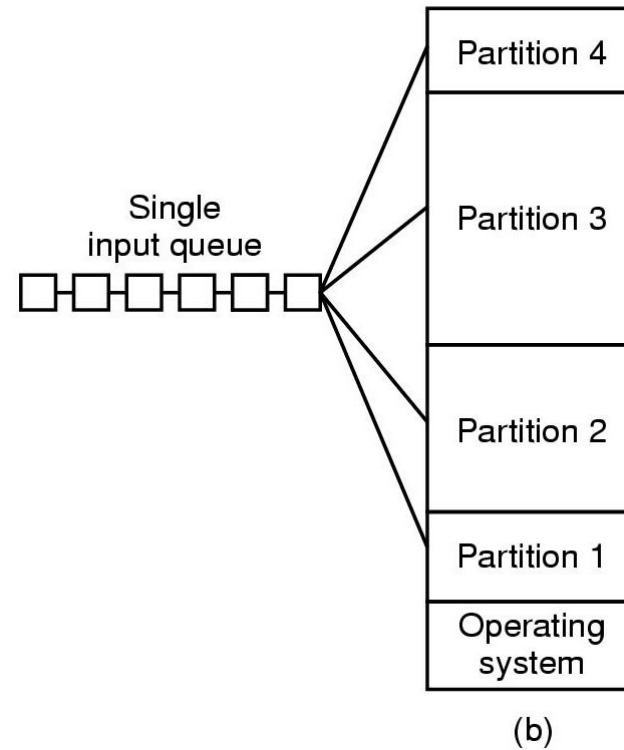 Partition 4
Single
input queue
Partition 3
Partition 2
Partition 1
Operating
system
(b)